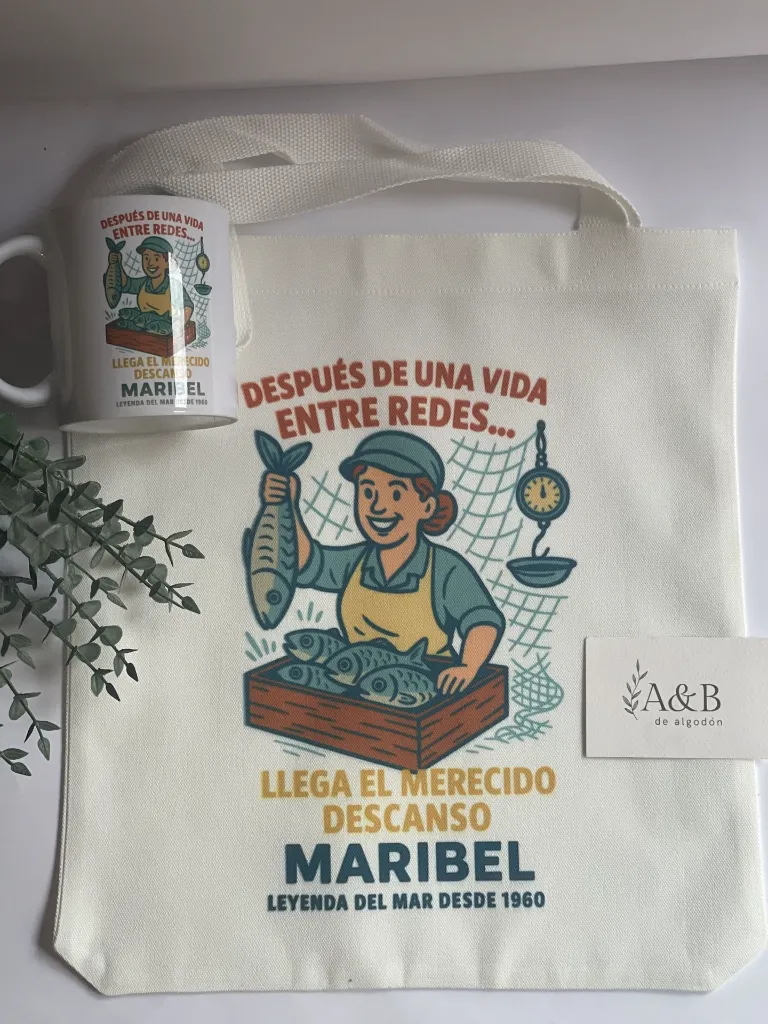 DESPUÉS DE UNA VIDA
ENTRE REDES...
LLEGA EL MERECIDO
DESCANSO
MARIBEL
LEYENDA DEL MAR DESDE 1960
DESPUÉS DE UNA VIDA
ENTRE REDES...
LLEGA EL MERECIDO
DESCANSO
MARIBEL
LEYENDA DEL MAR DESDE 1960
A&B
de algodón